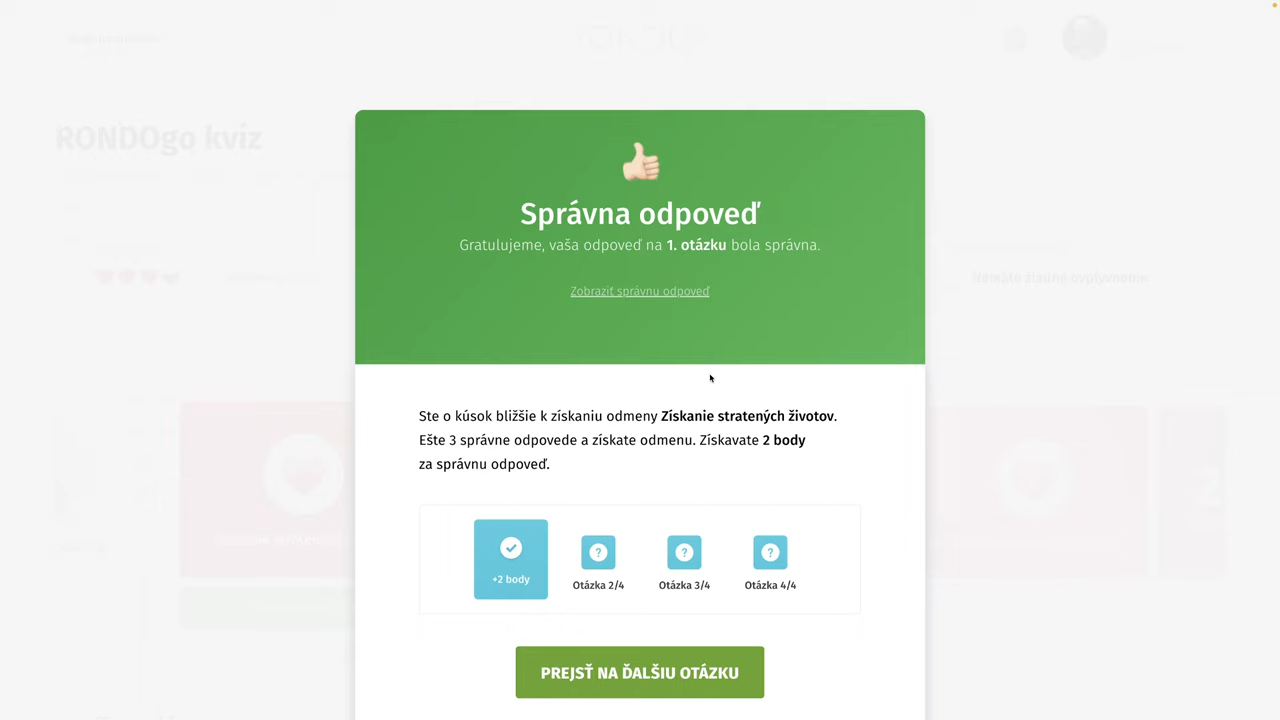 RONDOgo kvíz
Správna odpoveď
Gratulujeme, vaša odpoveď na 1. otázku bola správna.
Zobraziť správnu odpoveď
Ste o kúsok bližšie k získaniu odmeny Získanie stratených životov.
Ešte 3 správne odpovede a získate odmenu. Získavate 2 body
za správnu odpoveď.
+2 body
Otázka 2/4
Otázka 3/4
Otázka 4/4
PREJSŤ NA ĎALŠIU OTÁZKU